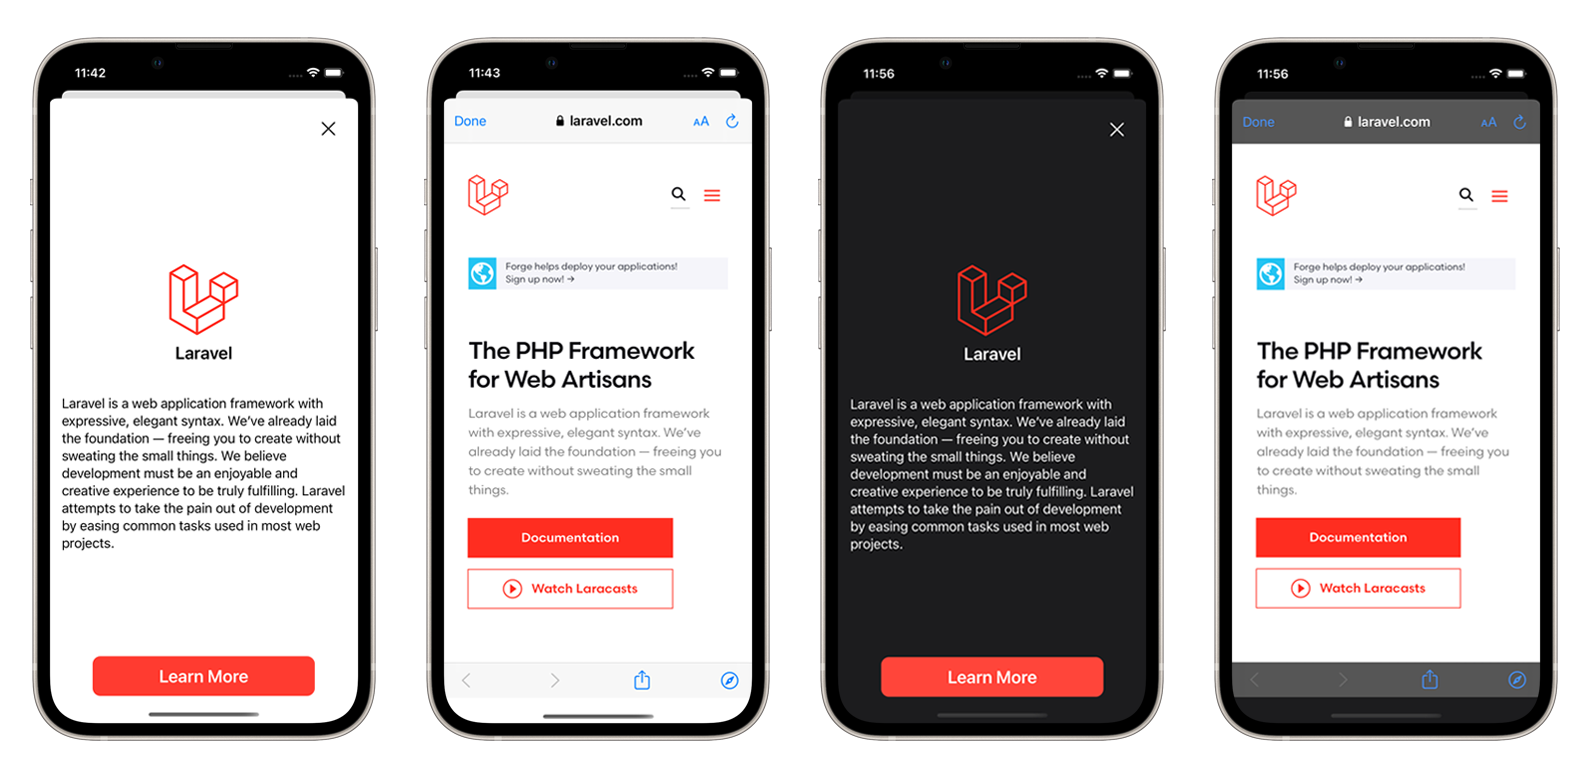 11:42
Laravel
Laravel is a web application framework with
expressive, elegant syntax. We've already laid
the foundation — freeing you to create without
sweating the small things. We believe
development must be an enjoyable and
creative experience to be truly fulfilling. Laravel
attempts to take the pain out of development
by easing common tasks used in most web
projects.
Learn More
11:43
Done
laravel.com
AA
Forge helps deploy your applications!
Sign up now! →
The PHP Framework
for Web Artisans
Laravel is a web application framework
with expressive, elegant syntax. We've
already laid the foundation — freeing you
to create without sweating the small
things.
Documentation
Watch Laracasts
11:56
Laravel
Laravel is a web application framework with
expressive, elegant syntax. We've already laid
the foundation — freeing you to create without
sweating the small things. We believe
development must be an enjoyable and
creative experience to be truly fulfilling. Laravel
attempts to take the pain out of development
by easing common tasks used in most web
projects.
Learn More
11:56
Done
laravel.com
AA
Forge helps deploy your applications!
Sign up now! →
The PHP Framework
for Web Artisans
Laravel is a web application framework
with expressive, elegant syntax. We've
already laid the foundation — freeing you
to create without sweating the small
things.
Documentation
Watch Laracasts